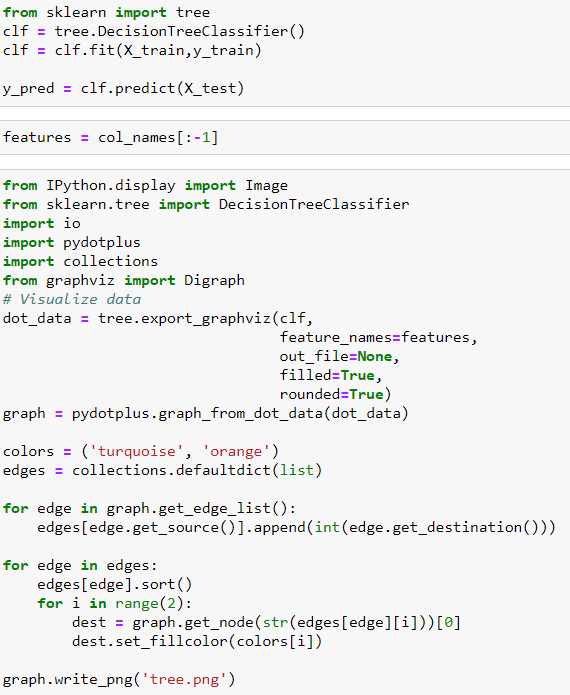 from sklearn import tree
clf = tree.DecisionTreeClassifier()
clf = clf.fit(X_train,y_train)

y_pred = clf.predict(X_test)

features = col_names[:-1]

from IPython.display import Image
from sklearn.tree import DecisionTreeClassifier
import io
import pydotplus
import collections
from graphviz import Digraph
# Visualize data
dot_data = tree.export_graphviz(clf,
                                feature_names=features,
                                out_file=None,
                                filled=True,
                                rounded=True)
graph = pydotplus.graph_from_dot_data(dot_data)

colors = ('turquoise', 'orange')
edges = collections.defaultdict(list)

for edge in graph.get_edge_list():
    edges[edge.get_source()].append(int(edge.get_destination()))

for edge in edges:
    edges[edge].sort()
    for i in range(2):
        dest = graph.get_node(str(edges[edge][i]))[0]
        dest.set_fillcolor(colors[i])

graph.write_png('tree.png')